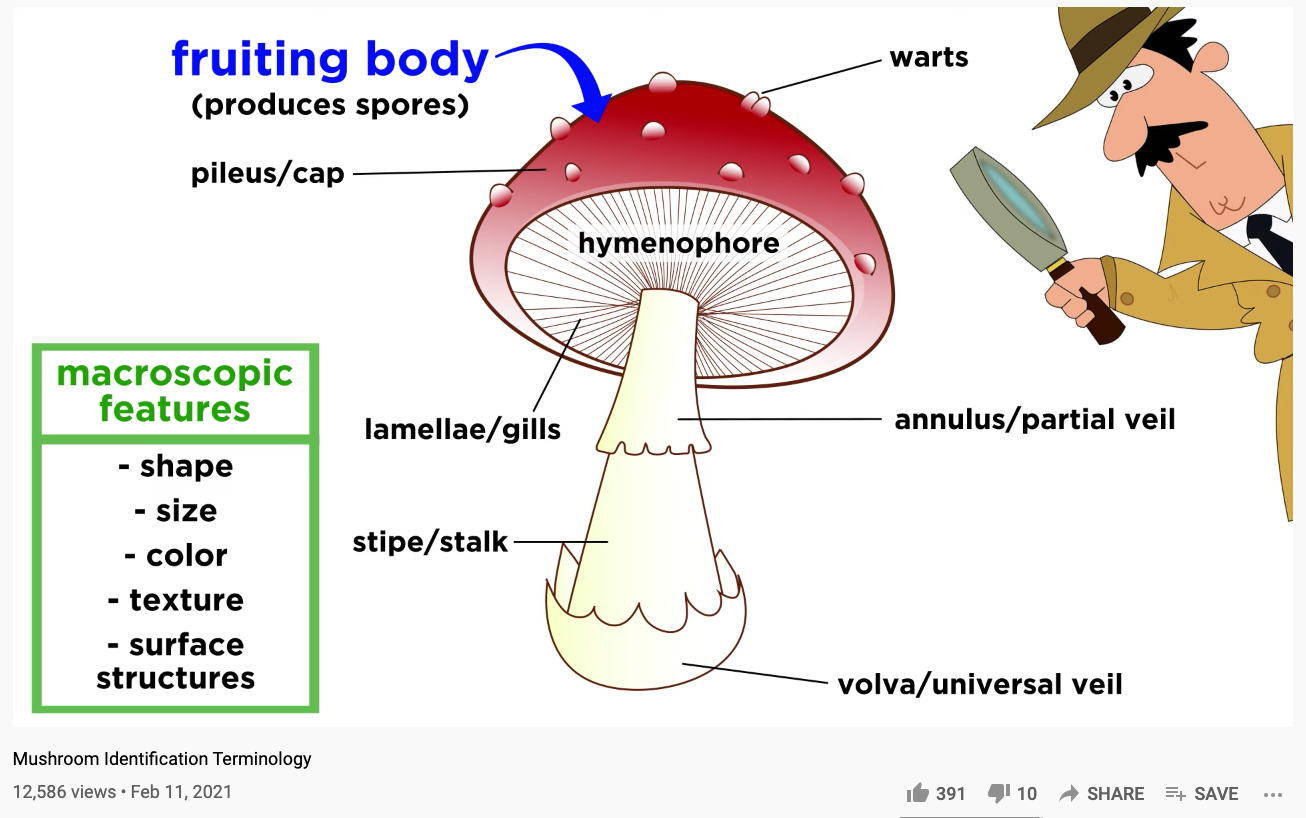 fruiting body
(produces spores)
warts
pileus/cap
hymenophore
macroscopic
features
- shape
- size
- color
- texture
- surface
structures
lamellae/gills
annulus/partial veil
stipe/stalk
volva/universal veil
Mushroom Identification Terminology
12,586 views • Feb 11, 2021
391
10
SHARE
SAVE